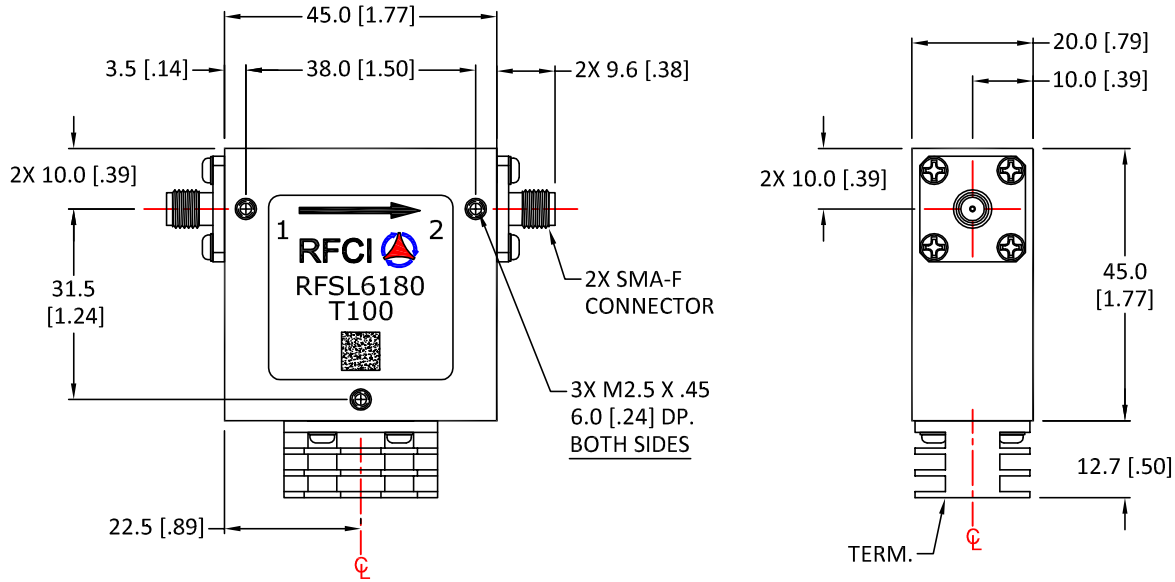 45.0 [1.77]
3.5 [.14]
38.0 [1.50]
2X 9.6 [.38]
2X 10.0 [.39]
31.5
[1.24]
1
2
RFCI
RFSL6180
T100
2X SMA-F
CONNECTOR
3X M2.5 X .45
6.0 [.24] DP.
BOTH SIDES
22.5 [.89]
℄
20.0 [.79]
10.0 [.39]
2X 10.0 [.39]
45.0
[1.77]
12.7 [.50]
TERM.
℄